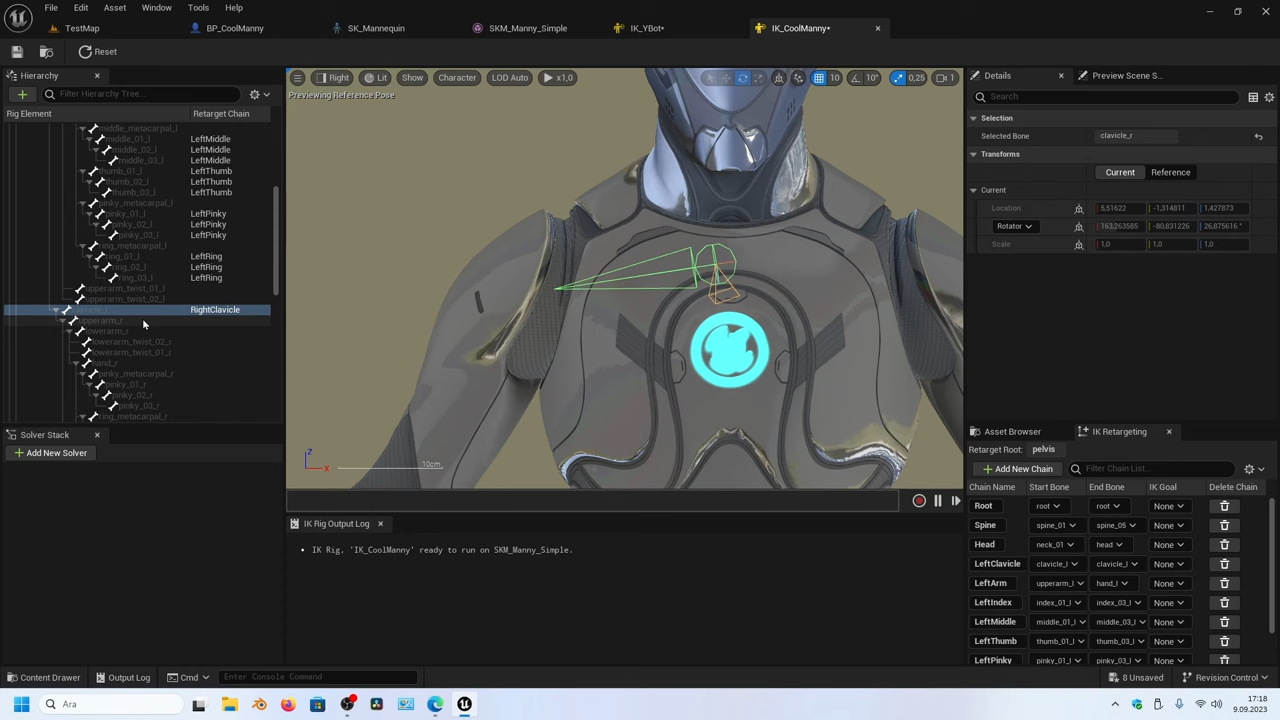 File Edit Asset Window Tools Help
TestMap BP_CoolManny SK_Mannequin SKM_Manny_Simple IK_YBot* IK_CoolManny*
Reset
Hierarchy
Filter Hierarchy Tree...
Rig Element Retarget Chain
middle_metacarpal_l
middle_01_l LeftMiddle
middle_02_l LeftMiddle
middle_03_l LeftMiddle
thumb_01_l LeftThumb
thumb_02_l LeftThumb
thumb_03_l LeftThumb
pinky_metacarpal_l
pinky_01_l LeftPinky
pinky_02_l LeftPinky
pinky_03_l LeftPinky
ring_metacarpal_l
ring_01_l LeftRing
ring_02_l LeftRing
ring_03_l LeftRing
upperarm_twist_01_l
upperarm_twist_02_l
RightClavicle
upperarm_r
lowerarm_r
lowerarm_twist_02_r
lowerarm_twist_01_r
hand_r
pinky_metacarpal_r
pinky_01_r
pinky_02_r
pinky_03_r
ring_metacarpal_r
Solver Stack
Add New Solver
Right Lit Show Character LOD Auto x1,0 10 10° 0,25 1
Previewing Reference Pose
Z
X
10cm
IK Rig Output Log
• IK Rig, 'IK_CoolManny' ready to run on SKM_Manny_Simple.
Details Preview Scene S...
Search
Selection
Selected Bone clavicle_r
Transforms
Current Reference
Current
Location 5,51622 -1,314811 1,427873
Rotator 163,263585 -80,831226 26,875616 °
Scale 1,0 1,0 1,0
Asset Browser IK Retargeting
Retarget Root: pelvis
Add New Chain Filter Chain List...
Chain Name Start Bone End Bone IK Goal Delete Chain
Root root root None
Spine spine_01 spine_05 None
Head neck_01 head None
LeftClavicle clavicle_l clavicle_l None
LeftArm upperarm_l hand_l None
LeftIndex index_01_l index_03_l None
LeftMiddle middle_01_l middle_03_l None
LeftThumb thumb_01_l thumb_03_l None
LeftPinky pinky_01_l pinky_03_l None
Content Drawer Output Log Cmd Enter Console Command 8 Unsaved Revision Control
Ara
17:18
9.09.2023